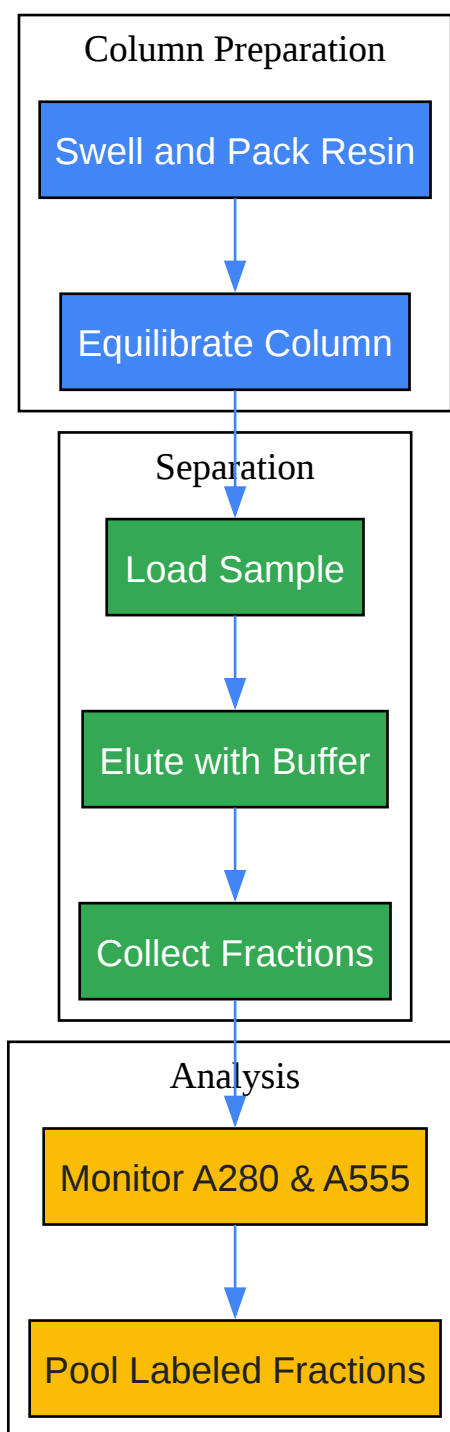 Column Preparation
Swell and Pack Resin
Equilibrate Column
Separation
Load Sample
Elute with Buffer
Collect Fractions
Analysis
Monitor A280 & A555
Pool Labeled Fractions